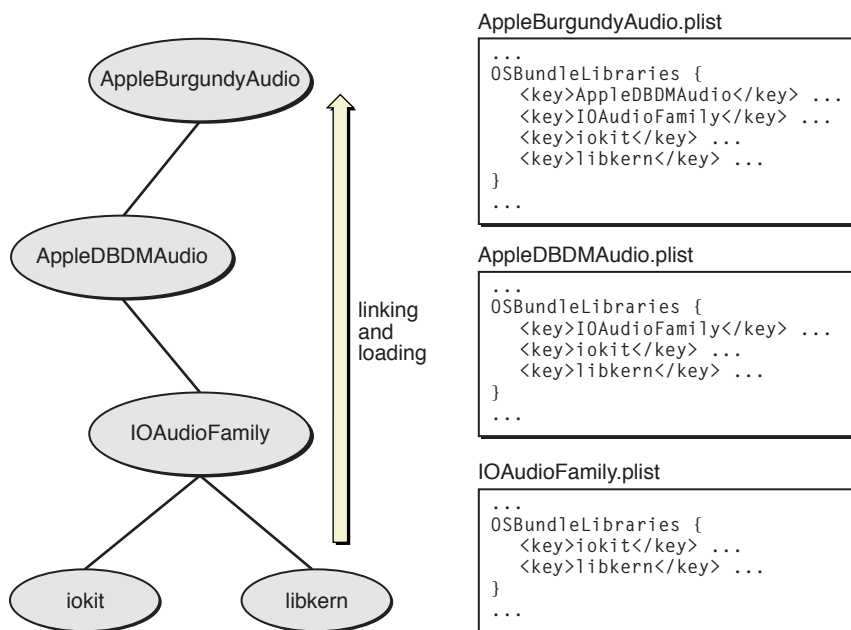 AppleBurgundyAudio
AppleDBDMAudio
IOAudioFamily
iokit
libkern
linking
and
loading
AppleBurgundyAudio.plist
...
OSBundleLibraries {
<key>AppleDBDMAudio</key> ...
<key>IOAudioFamily</key> ...
<key>iokit</key> ...
<key>libkern</key> ...
}
...
AppleDBDMAudio.plist
...
OSBundleLibraries {
<key>IOAudioFamily</key> ...
<key>iokit</key> ...
<key>libkern</key> ...
}
...
IOAudioFamily.plist
...
OSBundleLibraries {
<key>iokit</key> ...
<key>libkern</key> ...
}
...